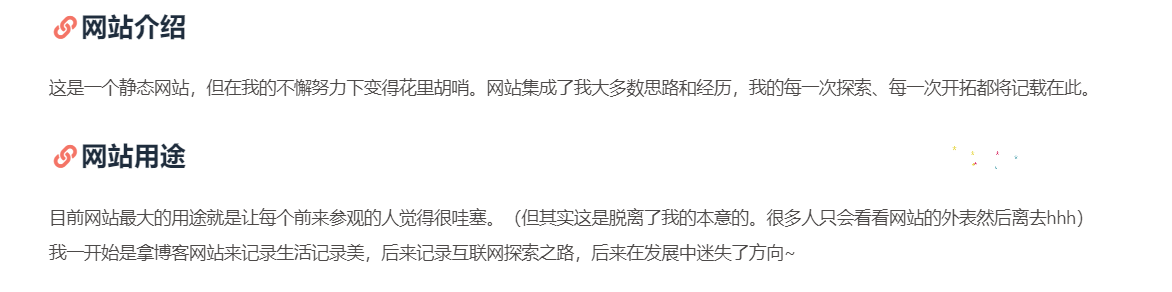 网站介绍
这是一个静态网站，但在我的不懈努力下变得花里胡哨。网站集成了我大多数思路和经历，我的每一次探索、每一次开拓都将记载在此。
网站用途
目前网站最大的用途就是让每个前来参观的人觉得很哇塞。（但其实这是脱离了我的本意的。很多人只会看看网站的外表然后离去hhh）
我一开始是拿博客网站来记录生活记录美，后来记录互联网探索之路，后来在发展中迷失了方向~